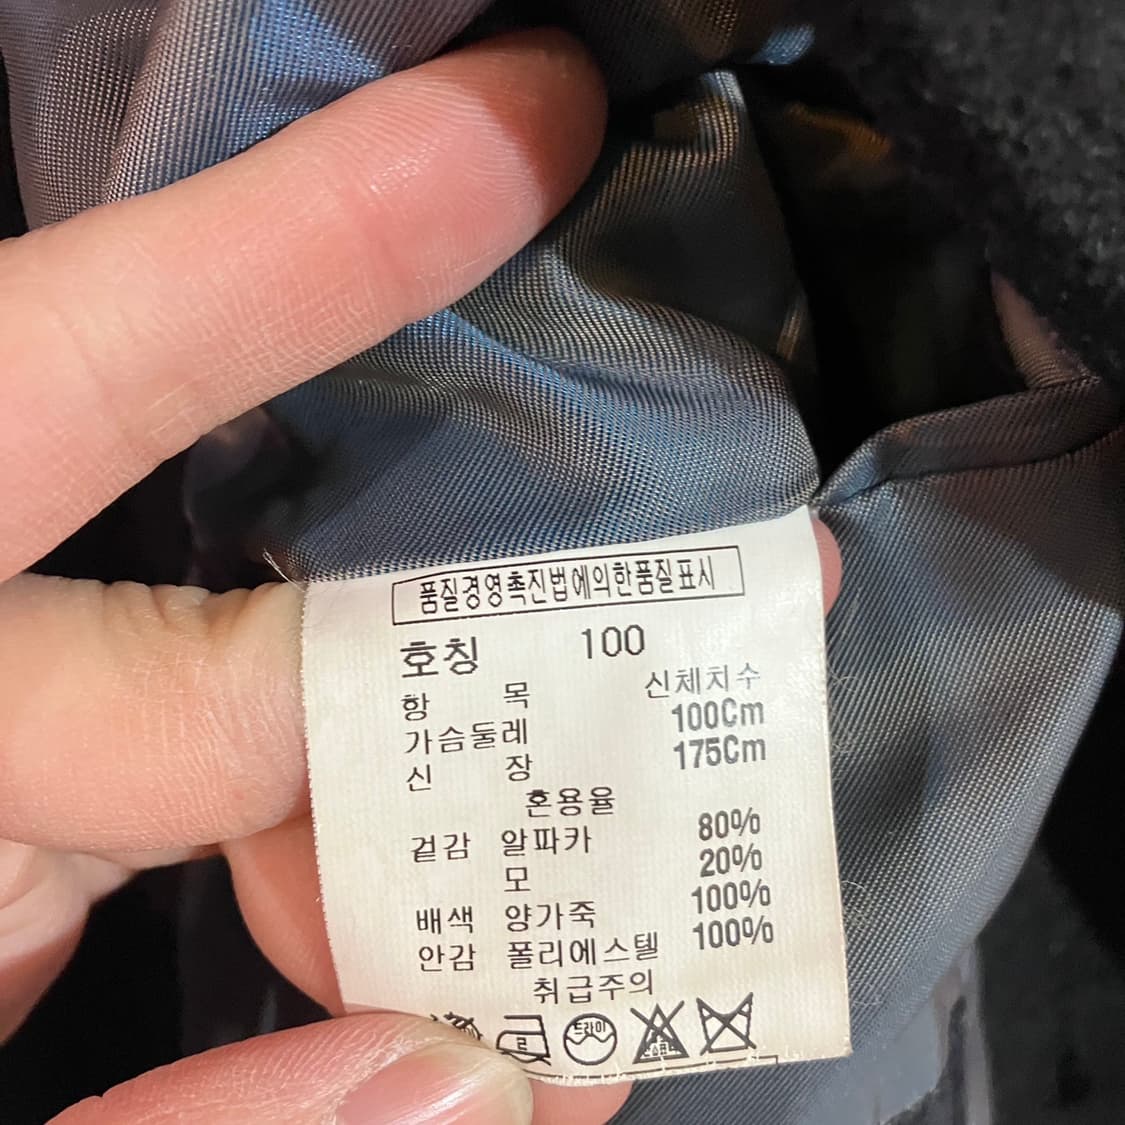 품질경영촉진법에의한품질표시
호칭 100
항 목 신체치수
가슴둘레 100Cm
신 장 175Cm
혼용율
겉감 알파카 80%
모 20%
배색 양가죽 100%
안감 폴리에스텔 100%
취급주의
드라이